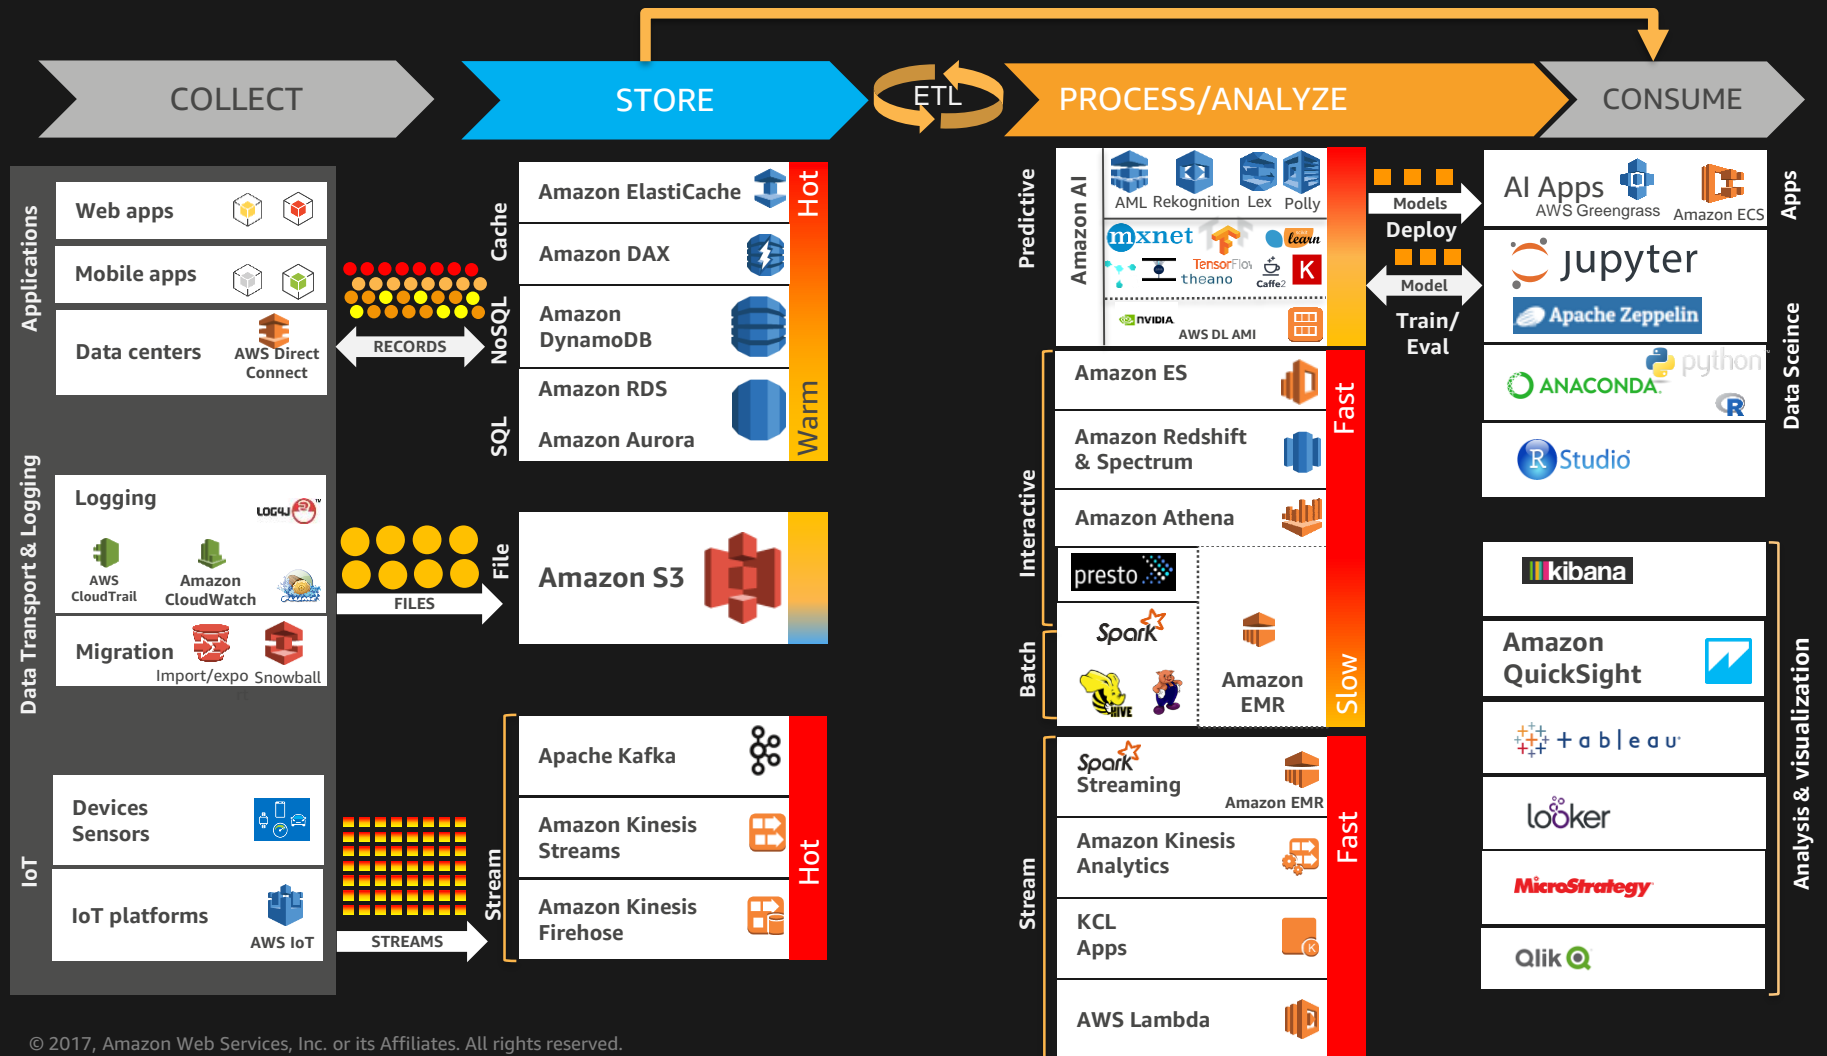 COLLECT
STORE
ETL
PROCESS/ANALYZE
CONSUME
Applications
Web apps
Mobile apps
Data centers
AWS Direct
Connect
Data Transport & Logging
Logging
LOG4J
AWS
CloudTrail
Amazon
CloudWatch
Migration
Import/expo
rt
Snowball
IoT
Devices
Sensors
IoT platforms
AWS IoT
RECORDS
FILES
STREAMS
Cache
NoSQL
SQL
Amazon ElastiCache
Amazon DAX
Amazon
DynamoDB
Amazon RDS
Amazon Aurora
Hot
Warm
File
Amazon S3
Stream
Apache Kafka
Amazon Kinesis
Streams
Amazon Kinesis
Firehose
Hot
Predictive
Amazon AI
AML
Rekognition
Lex
Polly
mxnet
learn
TensorFlow
theano
Caffe2
K
NVIDIA
AWS DL AMI
Interactive
Amazon ES
Amazon Redshift
& Spectrum
Amazon Athena
presto
Batch
Spark
HIVE
Amazon
EMR
Fast
Slow
Stream
Spark
Streaming
Amazon EMR
Amazon Kinesis
Analytics
KCL
Apps
K
AWS Lambda
Fast
Models
Deploy
Model
Train/
Eval
AI Apps
AWS Greengrass
Amazon ECS
Apps
jupyter
Apache Zeppelin
python
ANACONDA.
R
R Studio
Data Sceince
kibana
Amazon
QuickSight
+ableau
looker
MicroStrategy
Qlik
Analysis & visualization
© 2017, Amazon Web Services, Inc. or its Affiliates. All rights reserved.